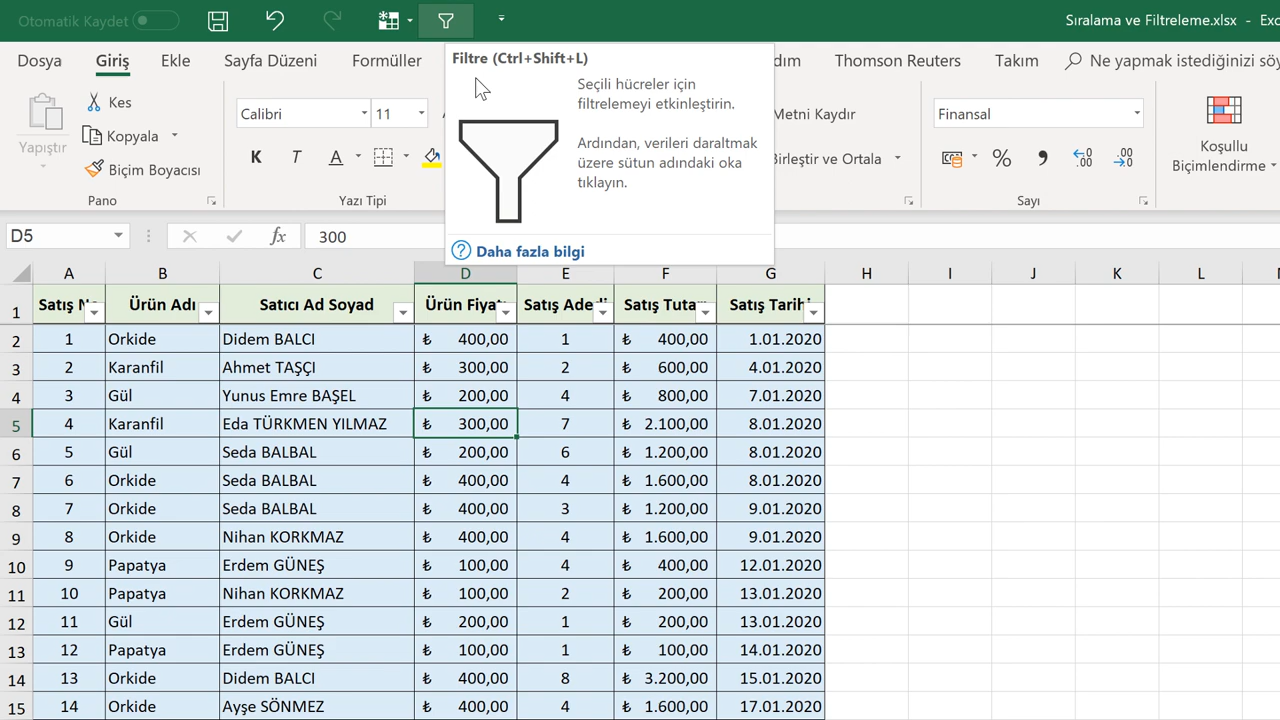 Otomatik Kaydet
Sıralama ve Filtreleme.xlsx - Exc
Dosya Giriş Ekle Sayfa Düzeni Formüller dım Thomson Reuters Takım Ne yapmak istediğinizi söy
Filtre (Ctrl+Shift+L)
Seçili hücreler için
filtrelemeyi etkinleştirin.
Ardından, verileri daraltmak
üzere sütun adındaki oka
tıklayın.
Daha fazla bilgi
Yapıştır
Kes
Kopyala
Biçim Boyacısı
Pano
Calibri 11
K T A
Yazı Tipi
Metni Kaydır
Birleştir ve Ortala
Finansal
% , ,00 ,0
Sayı
Koşullu
Biçimlendirme
D5 fx 300
A B C D E F G H I J K L
1 Satış N Ürün Adı Satıcı Ad Soyad Ürün Fiyatı Satış Adedi Satış Tutar Satış Tarihi
2 1 Orkide Didem BALCI ₺ 400,00 1 ₺ 400,00 1.01.2020
3 2 Karanfil Ahmet TAŞÇI ₺ 300,00 2 ₺ 600,00 4.01.2020
4 3 Gül Yunus Emre BAŞEL ₺ 200,00 4 ₺ 800,00 7.01.2020
5 4 Karanfil Eda TÜRKMEN YILMAZ ₺ 300,00 7 ₺ 2.100,00 8.01.2020
6 5 Gül Seda BALBAL ₺ 200,00 6 ₺ 1.200,00 8.01.2020
7 6 Orkide Seda BALBAL ₺ 400,00 4 ₺ 1.600,00 8.01.2020
8 7 Orkide Seda BALBAL ₺ 400,00 3 ₺ 1.200,00 9.01.2020
9 8 Orkide Nihan KORKMAZ ₺ 400,00 4 ₺ 1.600,00 9.01.2020
10 9 Papatya Erdem GÜNEŞ ₺ 100,00 4 ₺ 400,00 12.01.2020
11 10 Papatya Nihan KORKMAZ ₺ 100,00 2 ₺ 200,00 13.01.2020
12 11 Gül Erdem GÜNEŞ ₺ 200,00 1 ₺ 200,00 13.01.2020
13 12 Papatya Erdem GÜNEŞ ₺ 100,00 1 ₺ 100,00 14.01.2020
14 13 Orkide Didem BALCI ₺ 400,00 8 ₺ 3.200,00 15.01.2020
15 14 Orkide Ayşe SÖNMEZ ₺ 400,00 4 ₺ 1.600,00 17.01.2020